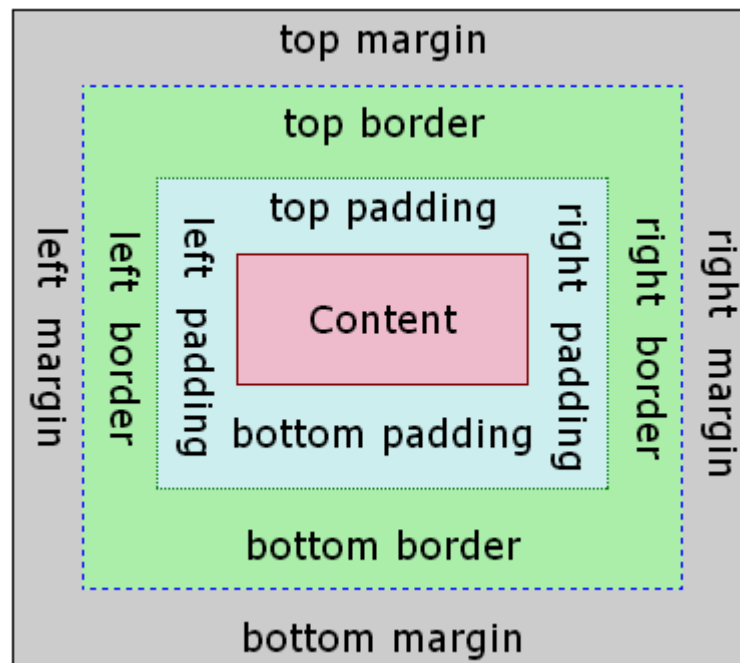 top margin
top border
top padding
left margin
left border
left padding
Content
right padding
right border
right margin
bottom padding
bottom border
bottom margin